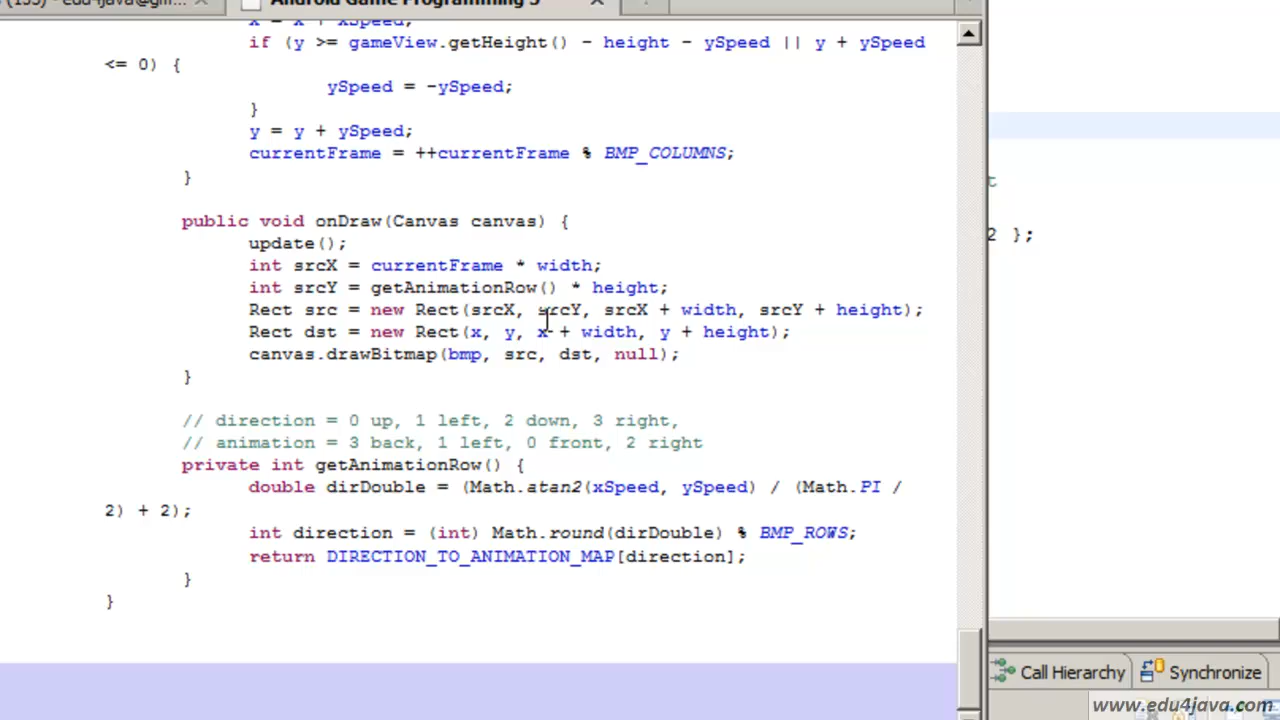 (155) - edu4java@gm...
Android Game Programming 5
x = x + xSpeed;
if (y >= gameView.getHeight() - height - ySpeed || y + ySpeed
<= 0) {
ySpeed = -ySpeed;
}
y = y + ySpeed;
currentFrame = ++currentFrame % BMP_COLUMNS;
}
public void onDraw(Canvas canvas) {
update();
int srcX = currentFrame * width;
int srcY = getAnimationRow() * height;
Rect src = new Rect(srcX, srcY, srcX + width, srcY + height);
Rect dst = new Rect(x, y, x + width, y + height);
canvas.drawBitmap(bmp, src, dst, null);
}
// direction = 0 up, 1 left, 2 down, 3 right,
// animation = 3 back, 1 left, 0 front, 2 right
private int getAnimationRow() {
double dirDouble = (Math.atan2(xSpeed, ySpeed) / (Math.PI /
2) + 2);
int direction = (int) Math.round(dirDouble) % BMP_ROWS;
return DIRECTION_TO_ANIMATION_MAP[direction];
}
}
t
2 };
Call Hierarchy
Synchronize
www.edu4java.com